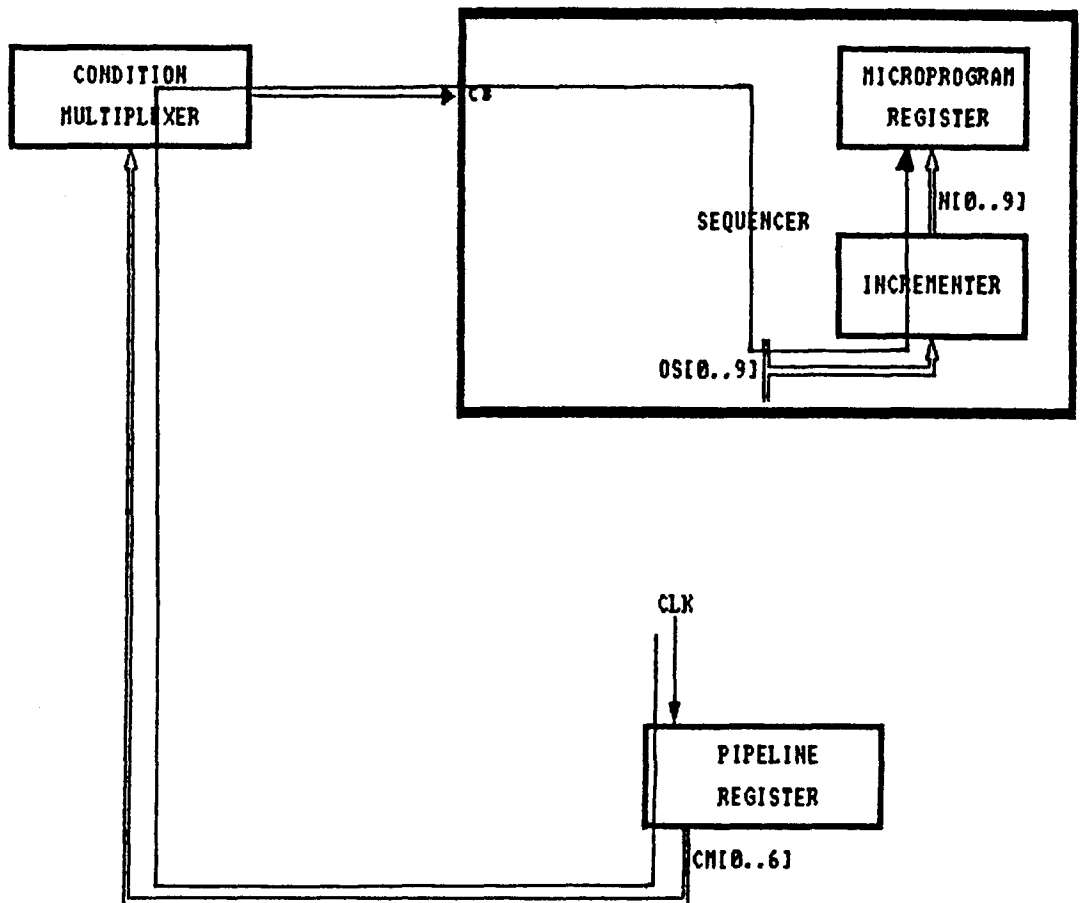 CONDITION
MULTIPLEXER
MICROPROGRAM
REGISTER
N[0..9]
SEQUENCER
INCREMENTER
OS[0..9]
CLK
PIPELINE
REGISTER
CM[0..6]